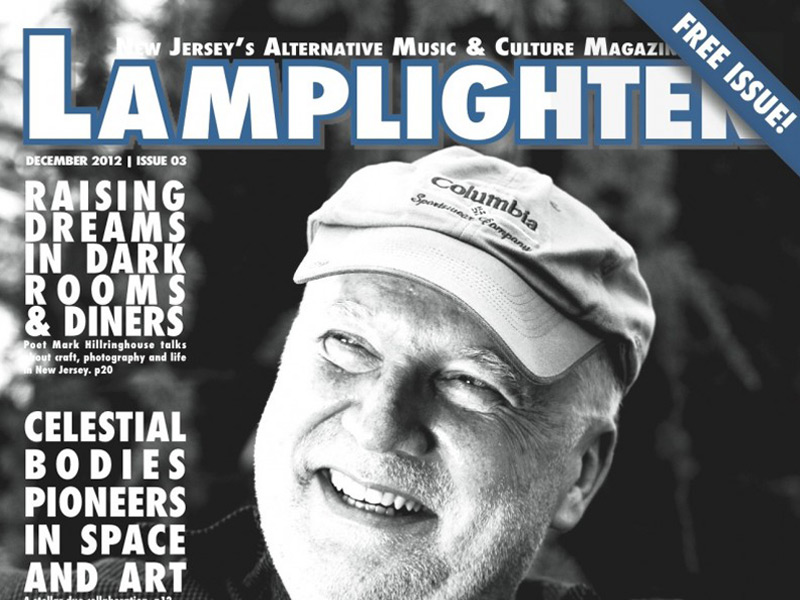 New Jersey's Alternative Music & Culture Magazin
FREE ISSUE!
LAMPLIGHTER
DECEMBER 2012 | ISSUE 03
Columbia
Sportswear Company
RAISING
DREAMS
IN DARK
ROOMS
& DINERS
Poet Mark Hillringhouse talks
about craft, photography and life
in New Jersey. p20
CELESTIAL
BODIES
PIONEERS
IN SPACE
AND ART